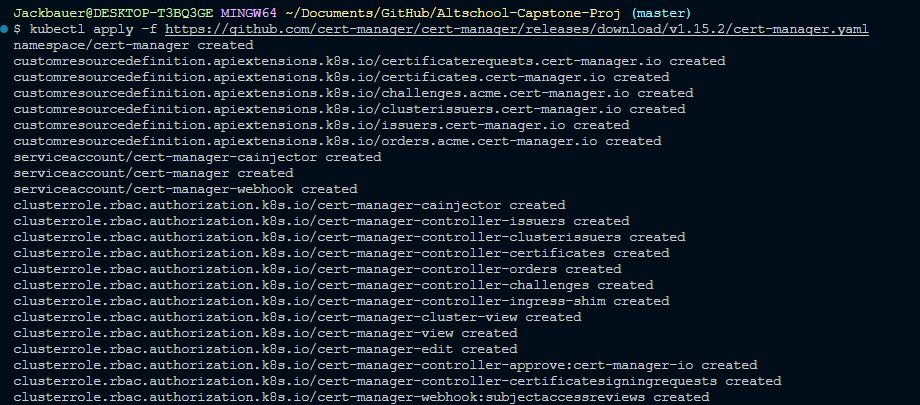 Jackbauer@DESKTOP-T3BQ3GE MINGW64 ~/Documents/GitHub/Altschool-Capstone-Proj (master)
$ kubectl apply -f https://github.com/cert-manager/cert-manager/releases/download/v1.15.2/cert-manager.yaml
namespace/cert-manager created
customresourcedefinition.apiextensions.k8s.io/certificaterequests.cert-manager.io created
customresourcedefinition.apiextensions.k8s.io/certificates.cert-manager.io created
customresourcedefinition.apiextensions.k8s.io/challenges.acme.cert-manager.io created
customresourcedefinition.apiextensions.k8s.io/clusterissuers.cert-manager.io created
customresourcedefinition.apiextensions.k8s.io/issuers.cert-manager.io created
customresourcedefinition.apiextensions.k8s.io/orders.acme.cert-manager.io created
serviceaccount/cert-manager-cainjector created
serviceaccount/cert-manager created
serviceaccount/cert-manager-webhook created
clusterrole.rbac.authorization.k8s.io/cert-manager-cainjector created
clusterrole.rbac.authorization.k8s.io/cert-manager-controller-issuers created
clusterrole.rbac.authorization.k8s.io/cert-manager-controller-clusterissuers created
clusterrole.rbac.authorization.k8s.io/cert-manager-controller-certificates created
clusterrole.rbac.authorization.k8s.io/cert-manager-controller-orders created
clusterrole.rbac.authorization.k8s.io/cert-manager-controller-challenges created
clusterrole.rbac.authorization.k8s.io/cert-manager-controller-ingress-shim created
clusterrole.rbac.authorization.k8s.io/cert-manager-cluster-view created
clusterrole.rbac.authorization.k8s.io/cert-manager-view created
clusterrole.rbac.authorization.k8s.io/cert-manager-edit created
clusterrole.rbac.authorization.k8s.io/cert-manager-controller-approve:cert-manager-io created
clusterrole.rbac.authorization.k8s.io/cert-manager-controller-certificatesigningrequests created
clusterrole.rbac.authorization.k8s.io/cert-manager-webhook:subjectaccessreviews created